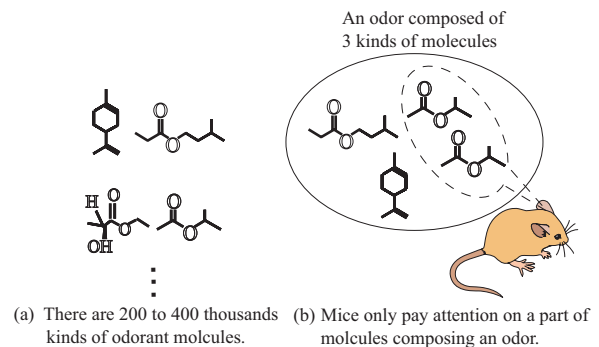 An odor composed of
3 kinds of molecules
O
O
O
O
O
O
O
O
H
O
O
OH
O
O
(a) There are 200 to 400 thousands
kinds of odorant molcules.
(b) Mice only pay attention on a part of
molcules composing an odor.